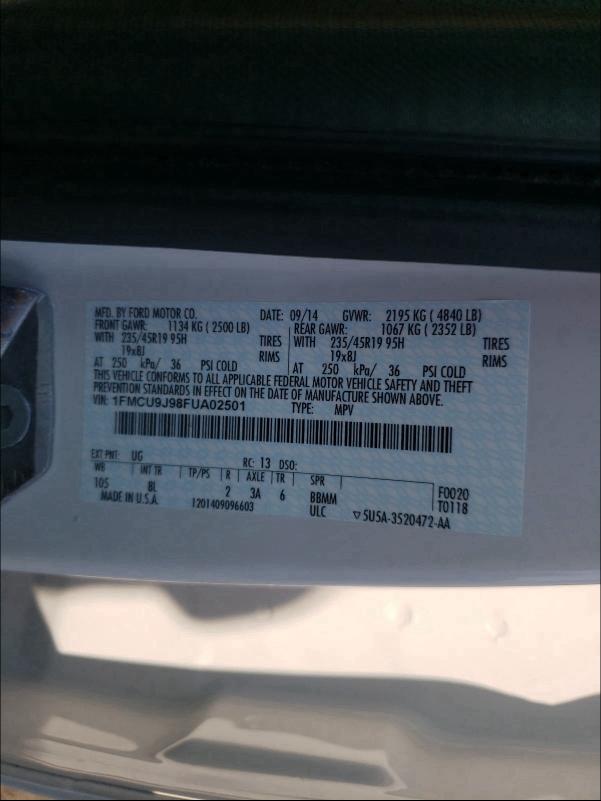 MFD. BY FORD MOTOR CO. DATE: 09/14 GVWR: 2195 KG ( 4840 LB)
FRONT GAWR: 1134 KG ( 2500 LB) REAR GAWR: 1067 KG ( 2352 LB)
WITH 235/45R19 95H TIRES WITH 235/45R19 95H TIRES
19x8J RIMS 19x8J RIMS
AT 250 kPa/ 36 PSI COLD AT 250 kPa/ 36 PSI COLD
THIS VEHICLE CONFORMS TO ALL APPLICABLE FEDERAL MOTOR VEHICLE SAFETY AND THEFT
PREVENTION STANDARDS IN EFFECT ON THE DATE OF MANUFACTURE SHOWN ABOVE.
VIN: 1FMCU9J98FUA02501 TYPE: MPV
EXT PNT: UG RC: 13 DSO:
WB INT TR TP/PS R AXLE TR SPR
105 8L 2 3A 6 BBMM F0020
MADE IN U.S.A. 1201409096603 ULC T0118
▽5U5A-3520472-AA